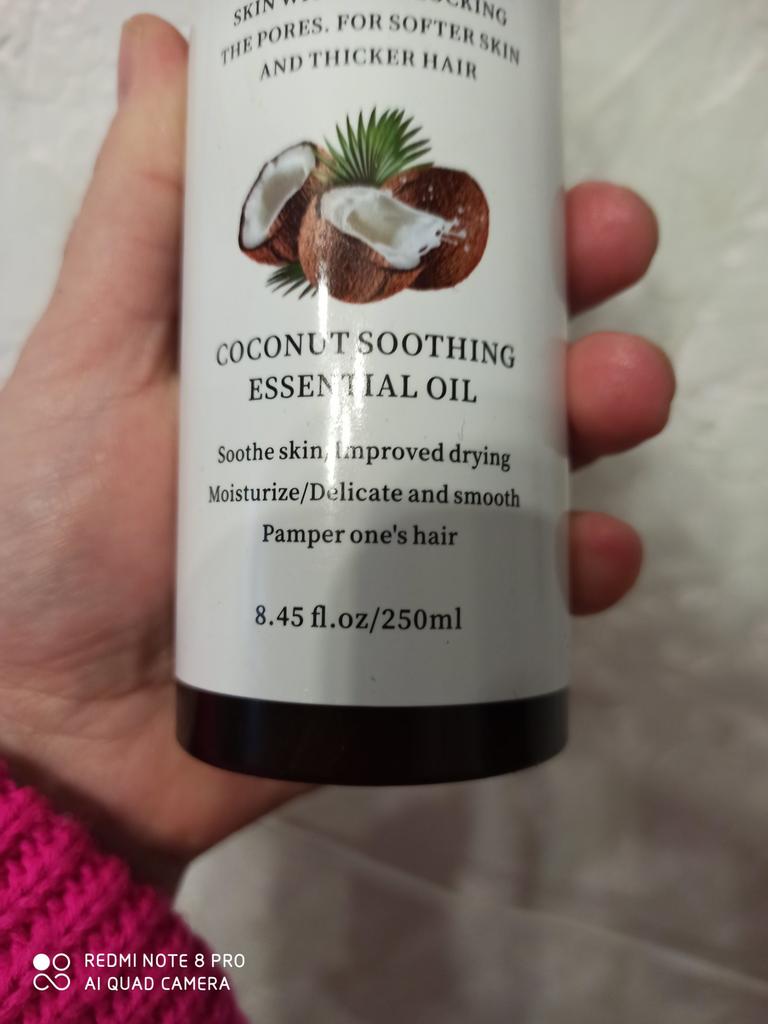 SKIN
THE PORES. FOR SOFTER SKIN
AND THICKER HAIR
COCONUT SOOTHING
ESSENTIAL OIL
Soothe skin, Improved drying
Moisturize/Delicate and smooth
Pamper one's hair
8.45 fl.oz/250ml
REDMI NOTE 8 PRO
AI QUAD CAMERA